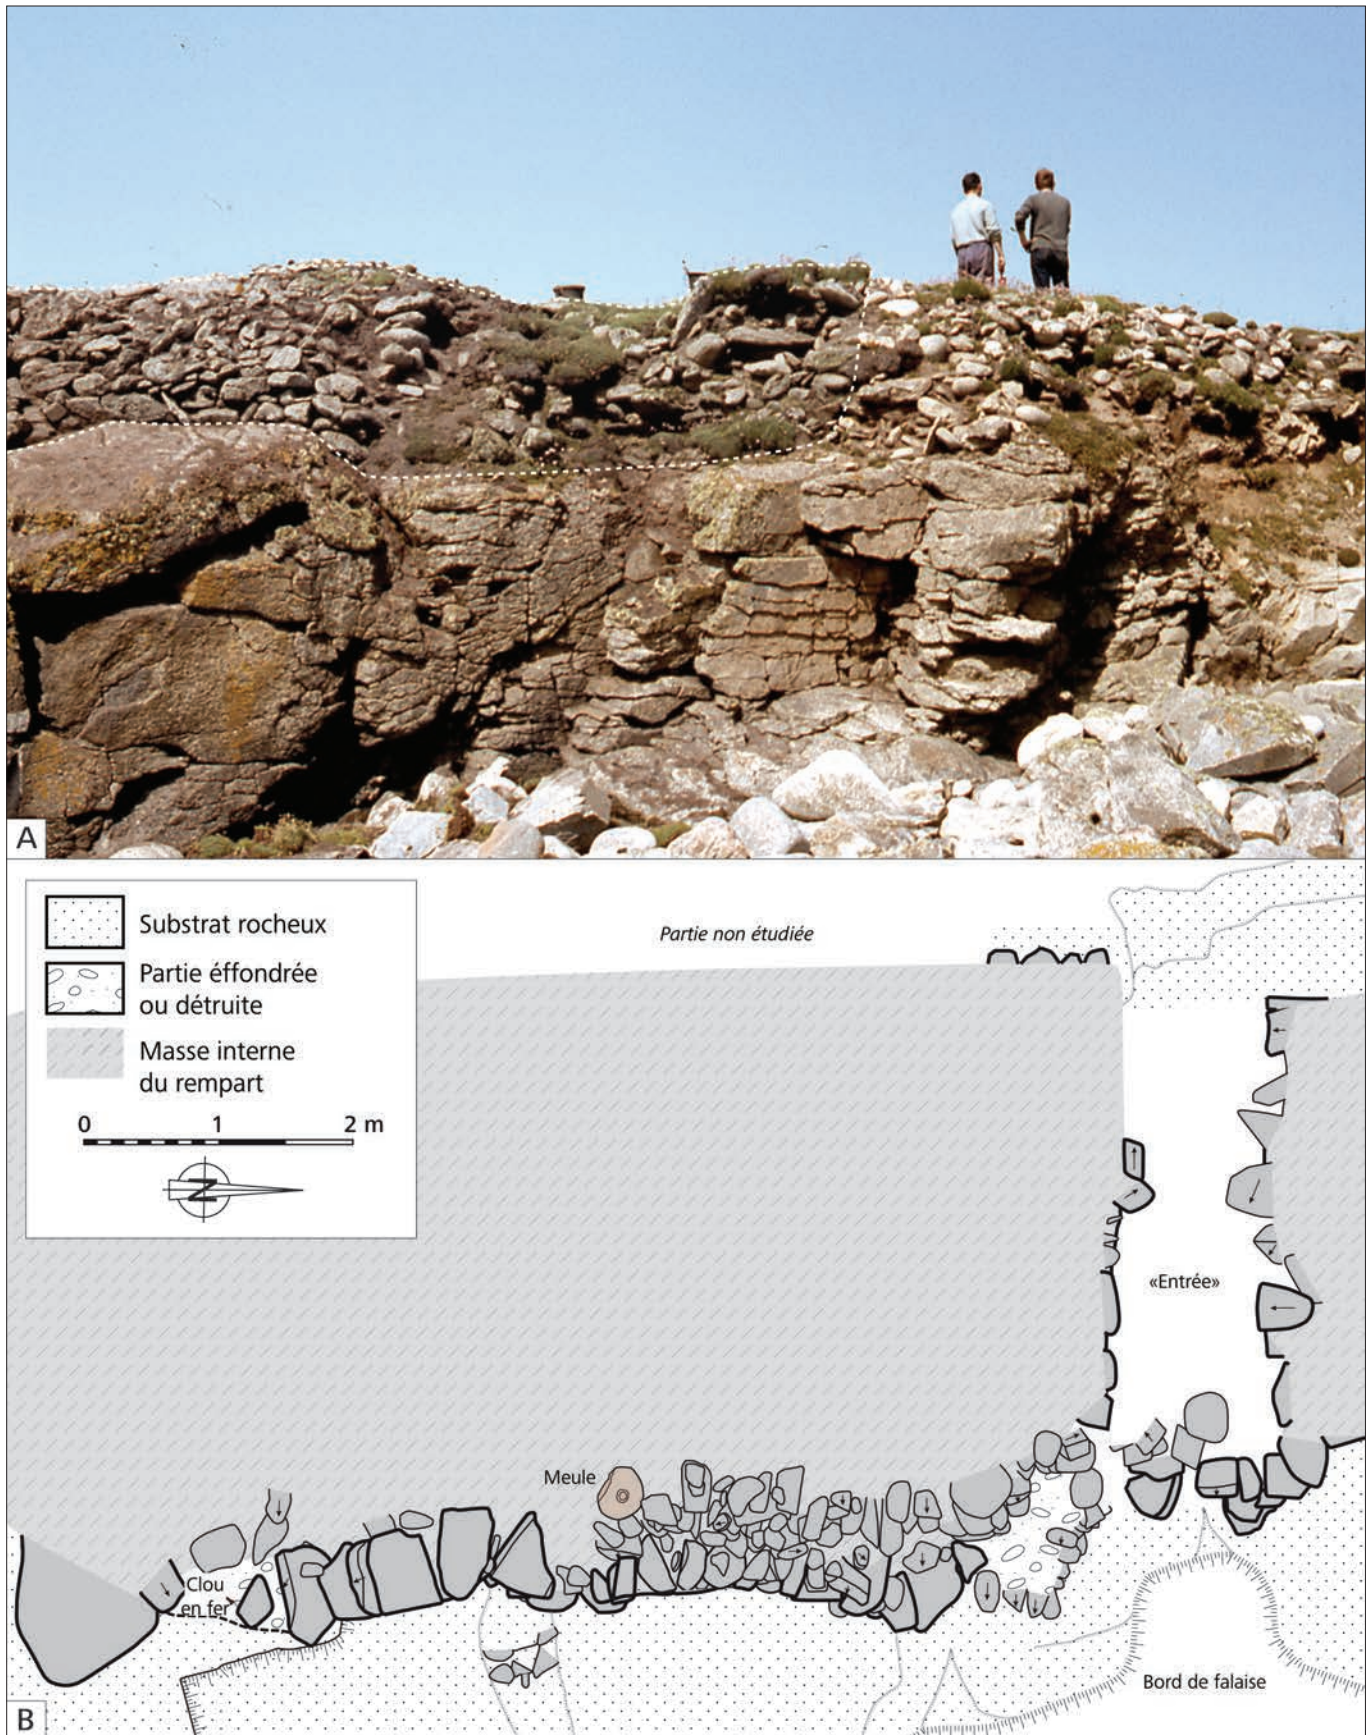 A
Substrat rocheux
Partie éffondrée
ou détruite
Masse interne
du rempart
0 1 2 m
N
Partie non étudiée
«Entrée»
Meule
Clou
en fer
Bord de falaise
B